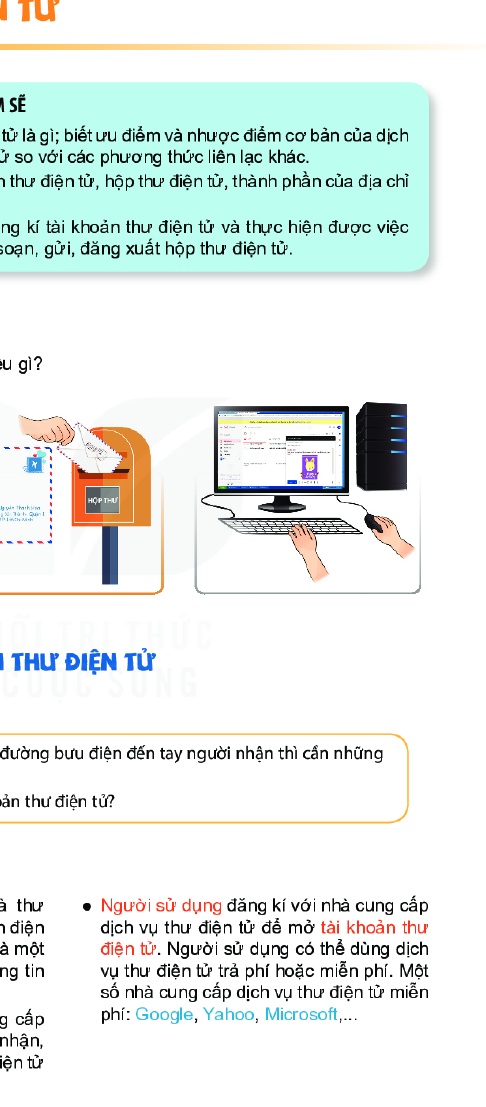 TỬ
SẼ
tử là gì; biết ưu điểm và nhược điểm cơ bản của dịch
so với các phương thức liên lạc khác.
thư điện tử, hộp thư điện tử, thành phần của địa chỉ
ng kí tài khoản thư điện tử và thực hiện được việc
soạn, gửi, đăng xuất hộp thư điện tử.
gì?
HỘP THƯ
THƯ ĐIỆN TỬ
đường bưu điện đến tay người nhận thì cần những
thư điện tử?
thư
điện
à một
ng tin
g cấp
nhận,
điện tử
• Người sử dụng đăng kí với nhà cung cấp
dịch vụ thư điện tử để mở tài khoản thư
điện tử. Người sử dụng có thể dùng dịch
vụ thư điện tử trả phí hoặc miễn phí. Một
số nhà cung cấp dịch vụ thư điện tử miễn
phí: Google, Yahoo, Microsoft,...